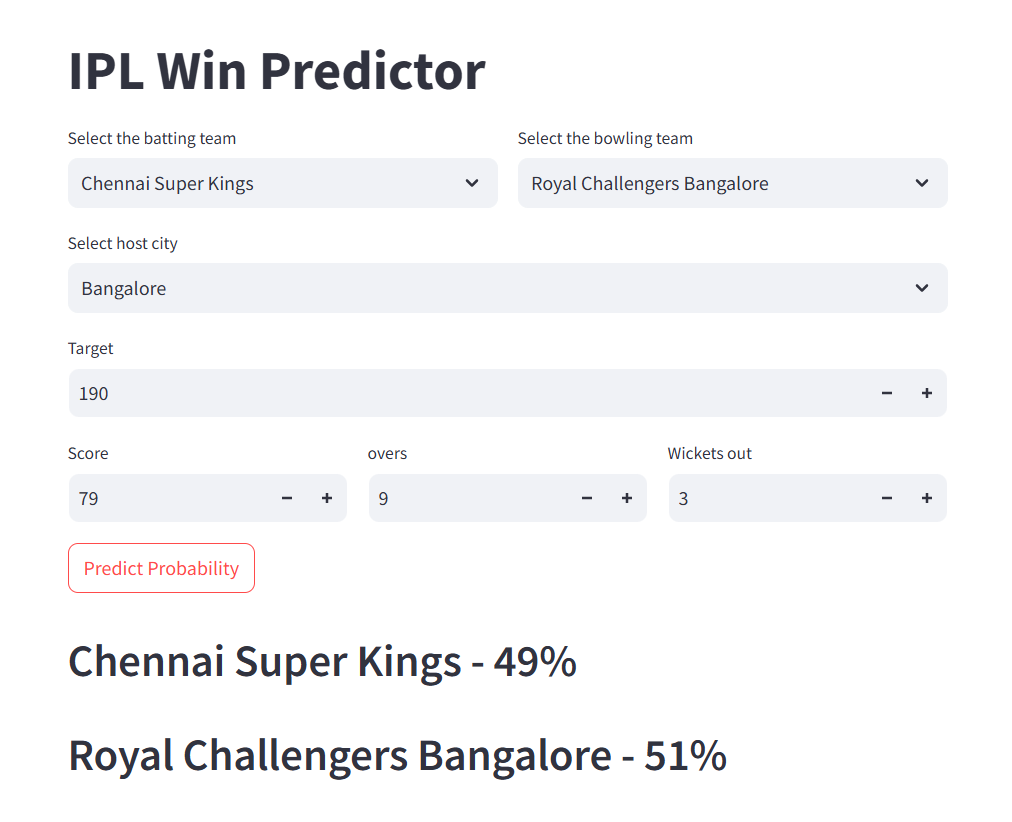 IPL Win Predictor
Select the batting team
Select the bowling team
Chennai Super Kings
Royal Challengers Bangalore
Select host city
Bangalore
Target
190
Score
overs
Wickets out
79
9
3
Predict Probability
Chennai Super Kings - 49%
Royal Challengers Bangalore - 51%